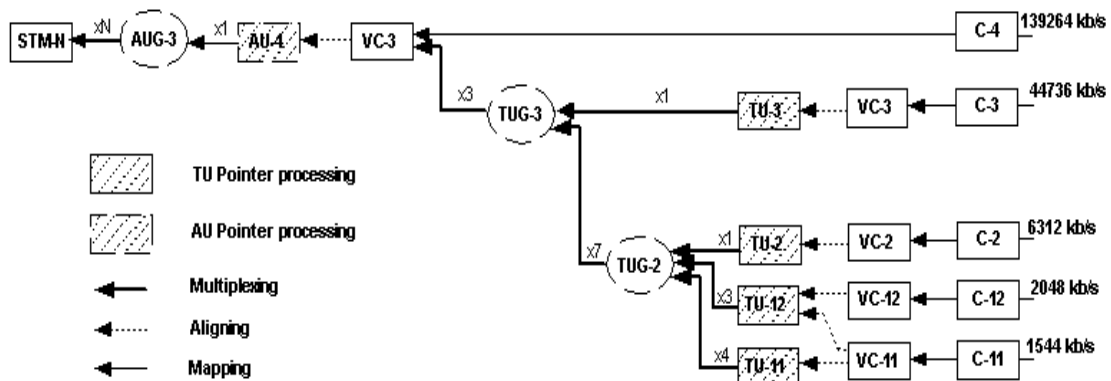 139264 kb/s
xN
x1
STM-N
AUG-3
AU-4
VC-3
C-4
44736 kb/s
x3
x1
TUG-3
TU-3
VC-3
C-3
TU Pointer processing
6312 kb/s
AU Pointer processing
x1
TU-2
VC-2
C-2
x7
TUG-2
2048 kb/s
Multiplexing
x3
TU-12
VC-12
C-12
Aligning
1544 kb/s
x4
TU-11
VC-11
C-11
Mapping